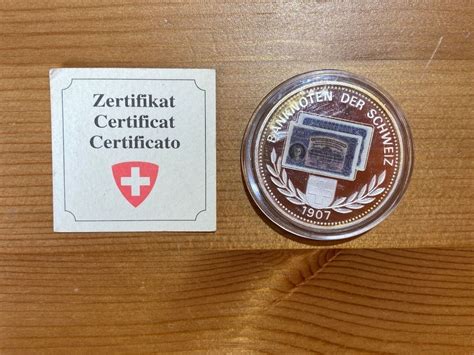 Zertifikat
Certificat
Certificato
BANKNOTEN DER SCHWEIZ
1907